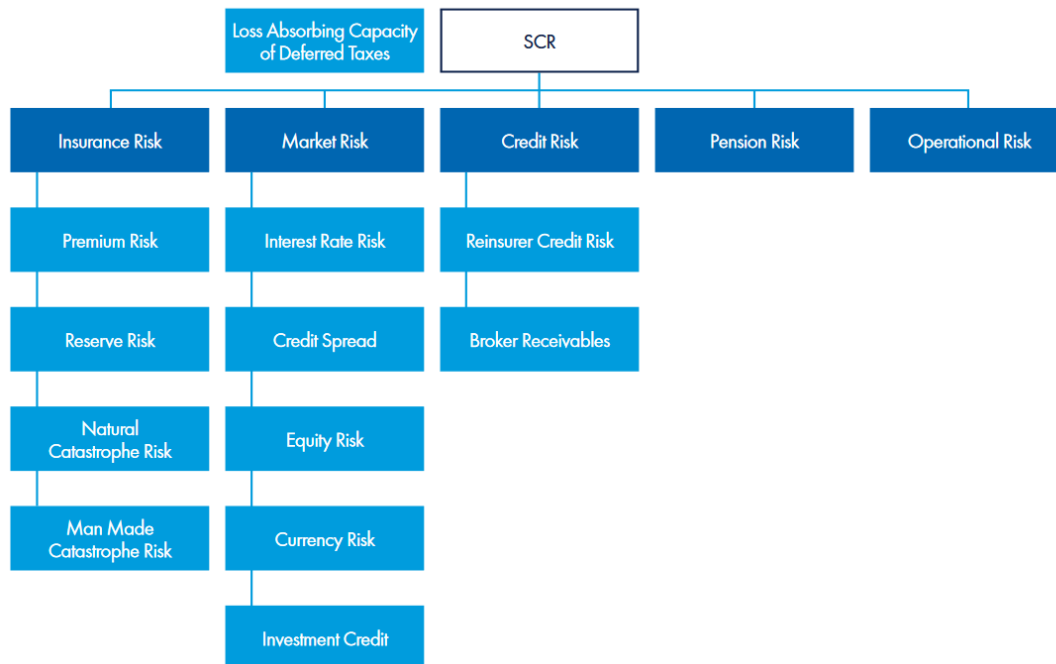 Loss Absorbing Capacity
of Deferred Taxes
SCR
Insurance Risk
Market Risk
Credit Risk
Pension Risk
Operational Risk
Premium Risk
Interest Rate Risk
Reinsurer Credit Risk
Reserve Risk
Credit Spread
Broker Receivables
Natural
Catastrophe Risk
Equity Risk
Man Made
Catastrophe Risk
Currency Risk
Investment Credit